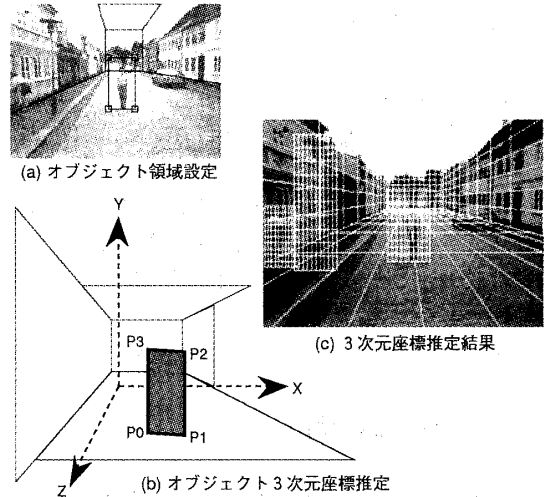 (a) オブジェクト領域設定
Y
P3
P2
X
P0
P1
Z
(b) オブジェクト3次元座標推定
(c) 3次元座標推定結果